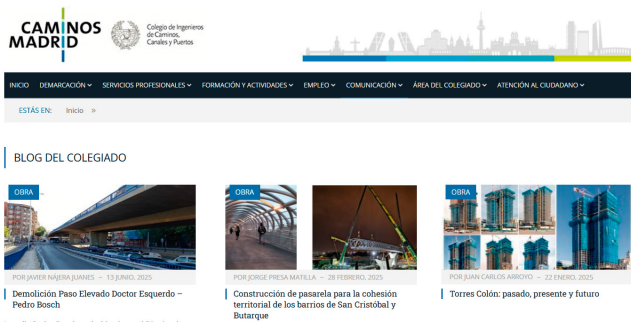 CAMINOS
MADRID
Colegio de Ingenieros
de Caminos,
Canales y Puertos
INICIO DEMARCACIÓN SERVICIOS PROFESIONALES FORMACIÓN Y ACTIVIDADES EMPLEO COMUNICACIÓN ÁREA DEL COLEGIADO ATENCIÓN AL CIUDADANO
ESTÁS EN: Inicio »
BLOG DEL COLEGIADO
OBRA
POR JAVIER NÁJERA JUANES — 13 JUNIO, 2025
Demolición Paso Elevado Doctor Esquerdo –
Pedro Bosch
OBRA
POR JORGE PRESA MATILLA — 28 FEBRERO, 2025
Construcción de pasarela para la cohesión
territorial de los barrios de San Cristóbal y
Butarque
OBRA
POR JUAN CARLOS ARROYO — 22 ENERO, 2025
Torres Colón: pasado, presente y futuro